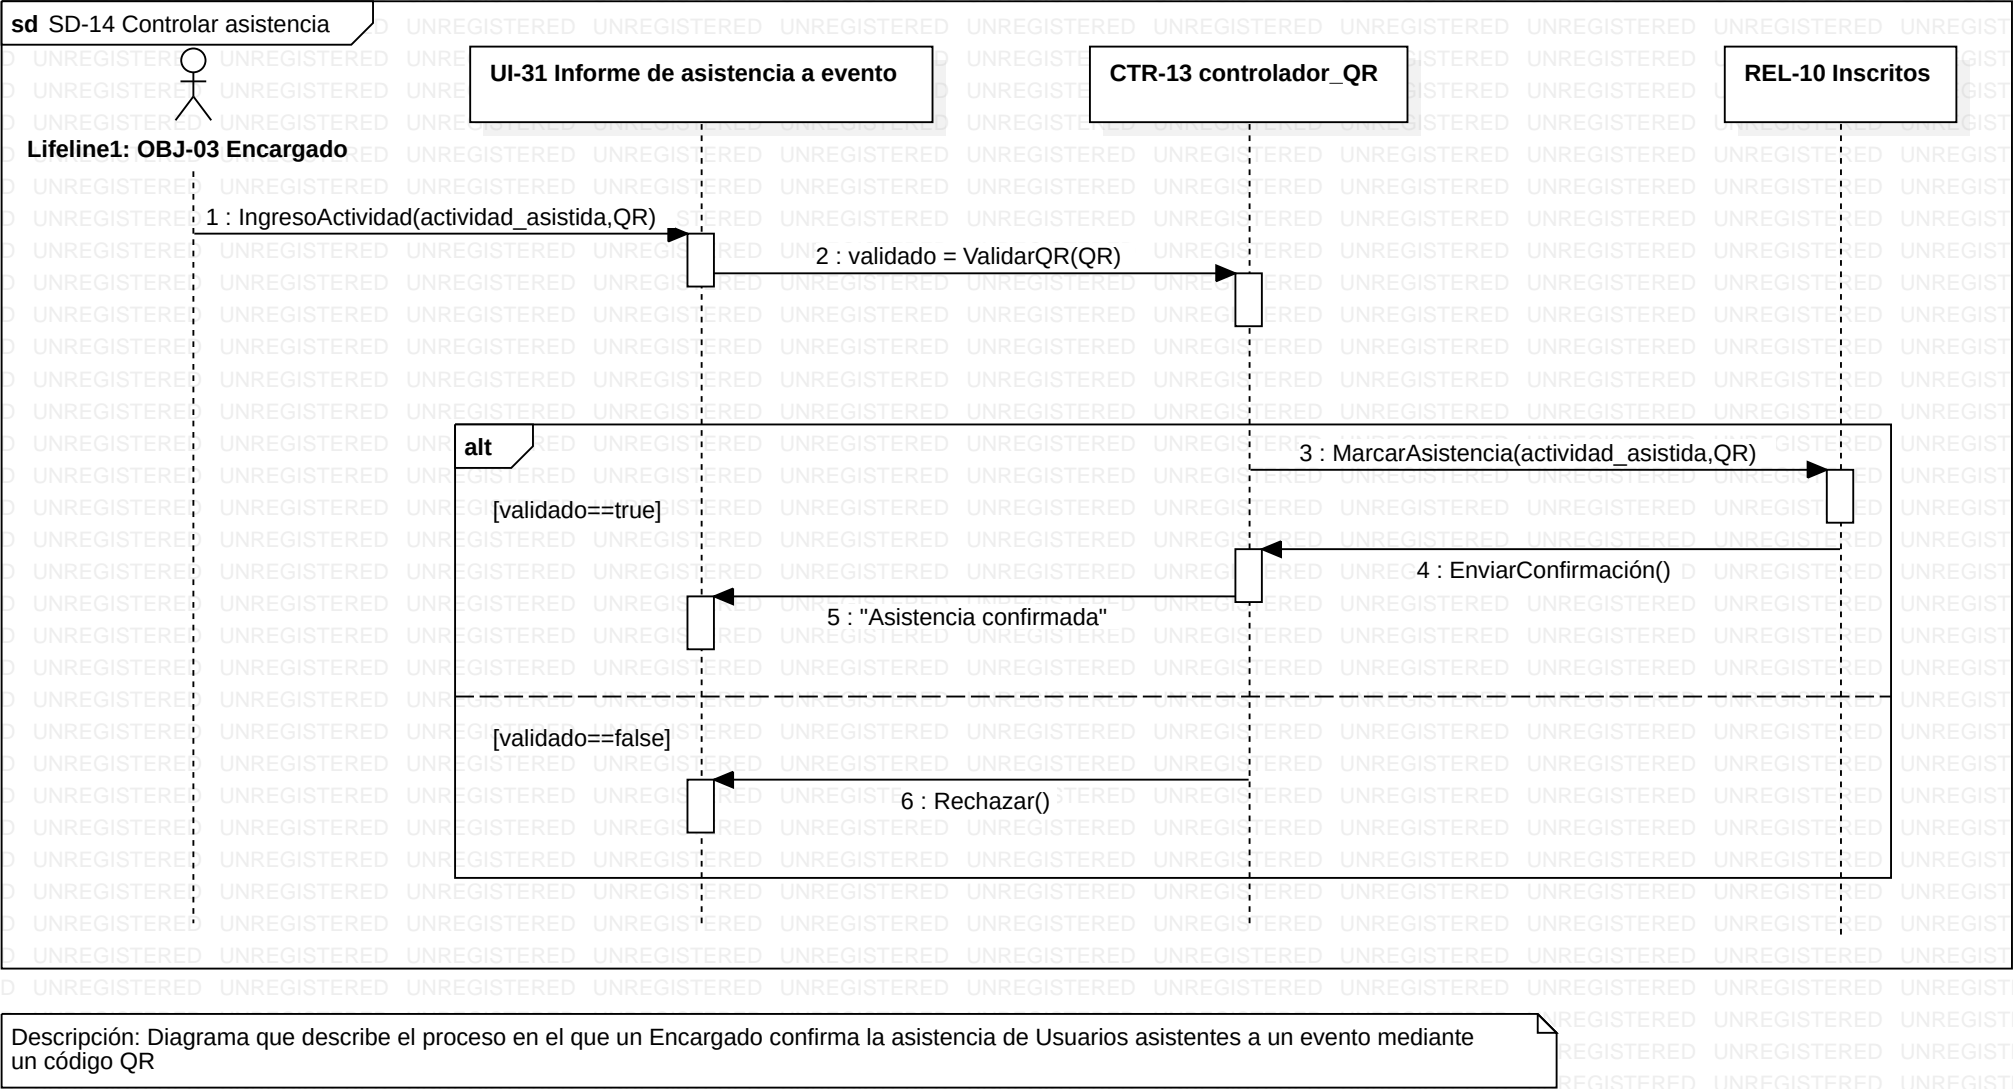 sd SD-14 Controlar asistencia
UI-31 Informe de asistencia a evento
CTR-13 controlador_QR
REL-10 Inscritos
Lifeline1: OBJ-03 Encargado
1 : IngresoActividad(actividad_asistida,QR)
2 : validado = ValidarQR(QR)
alt
3 : MarcarAsistencia(actividad_asistida,QR)
[validado==true]
4 : EnviarConfirmación()
5 : "Asistencia confirmada"
[validado==false]
6 : Rechazar()
Descripción: Diagrama que describe el proceso en el que un Encargado confirma la asistencia de Usuarios asistentes a un evento mediante
un código QR
UNREGISTERED